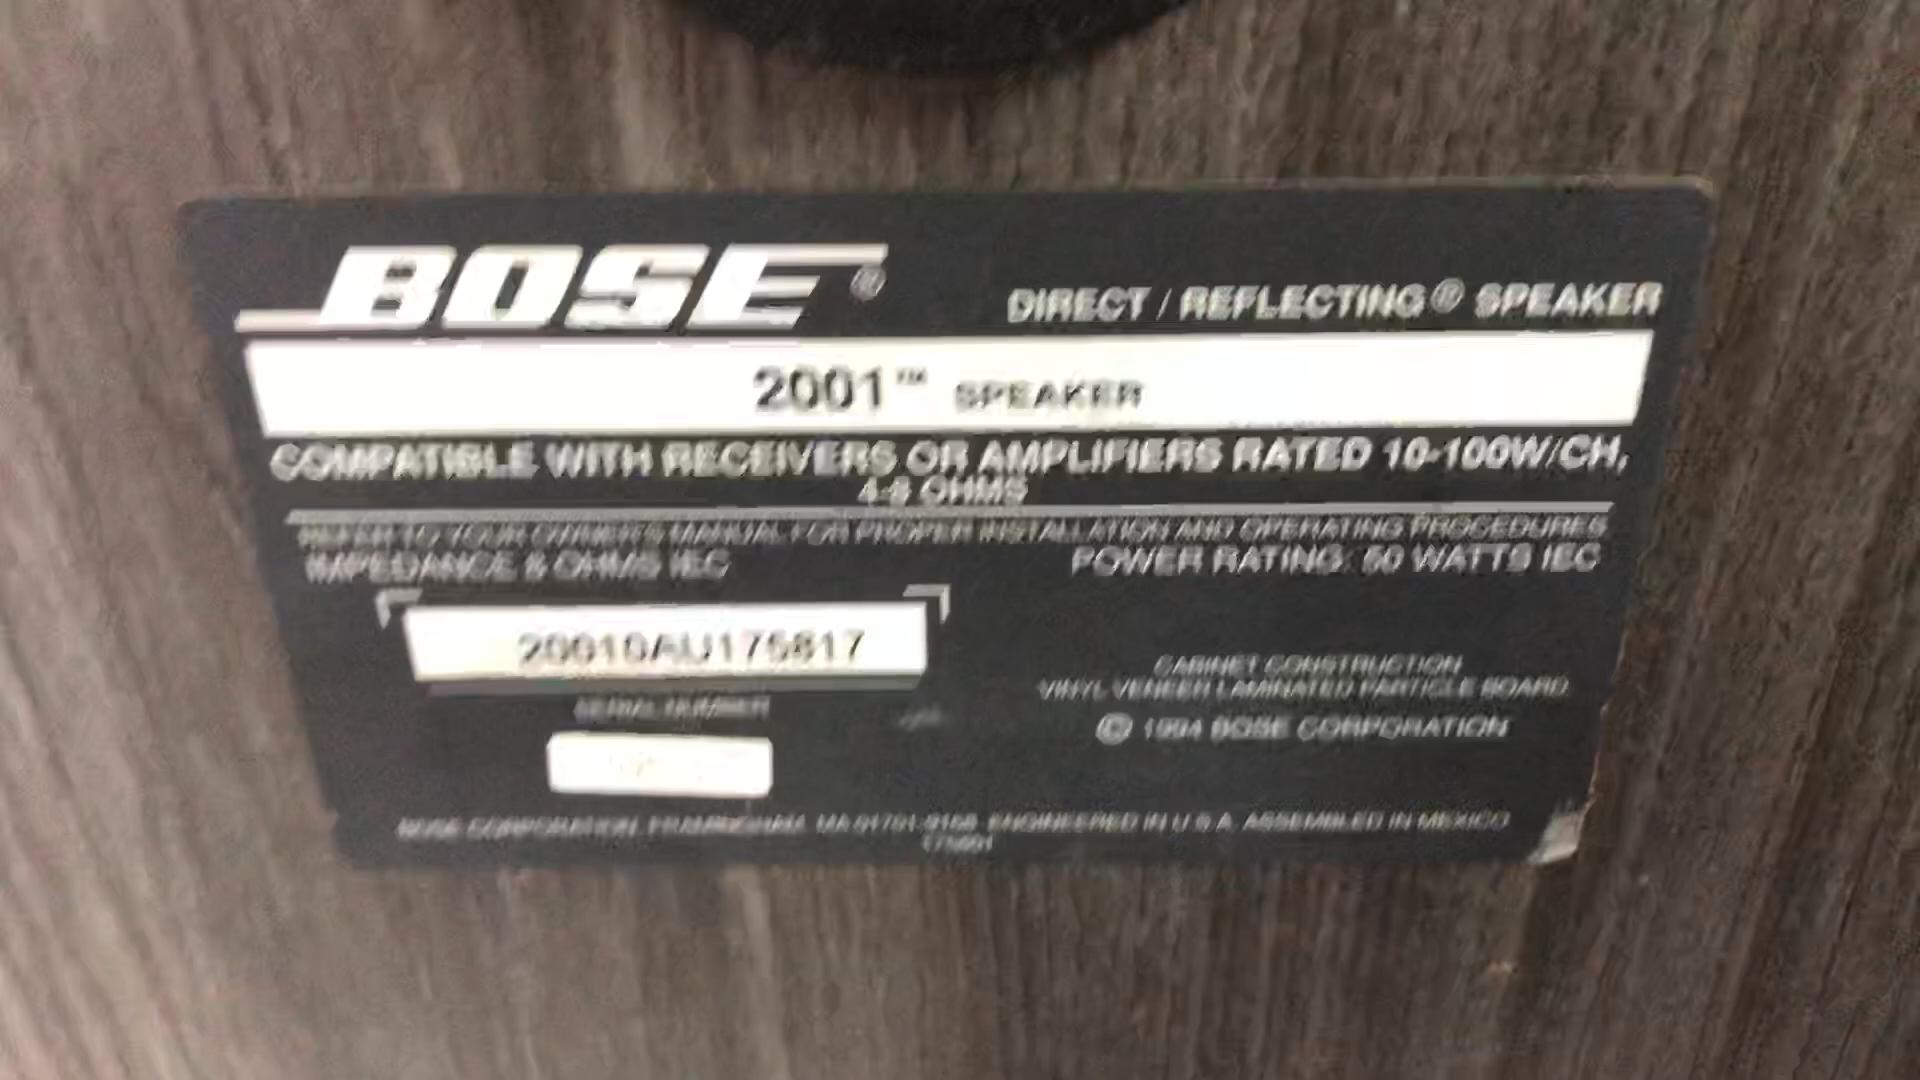 BOSE®
DIRECT / REFLECTING® SPEAKER
2001™ SPEAKER
COMPATIBLE WITH RECEIVERS OR AMPLIFIERS RATED 10-100W/CH,
4-8 OHMS
REFER TO YOUR OWNER'S MANUAL FOR PROPER INSTALLATION AND OPERATING PROCEDURES
IMPEDANCE 8 OHMS IEC
POWER RATING: 50 WATTS IEC
20010AU175817
SERIAL NUMBER
CABINET CONSTRUCTION
VINYL VENEER LAMINATED PARTICLE BOARD
© 1994 BOSE CORPORATION
BOSE CORPORATION, FRAMINGHAM, MA 01701-9168 ENGINEERED IN U.S.A. ASSEMBLED IN MEXICO